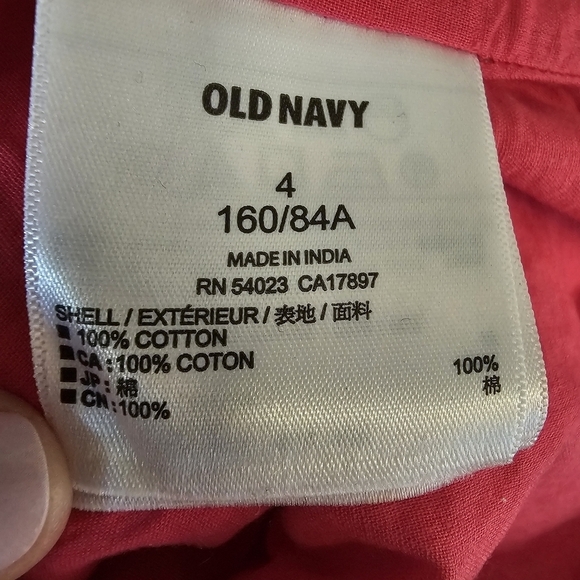 OLD NAVY
4
160/84A
MADE IN INDIA
RN 54023 CA17897
SHELL / EXTÉRIEUR / 表地 / 面料
100% COTTON
CA : 100% COTON
JP : 綿 100%
CN : 100% 棉